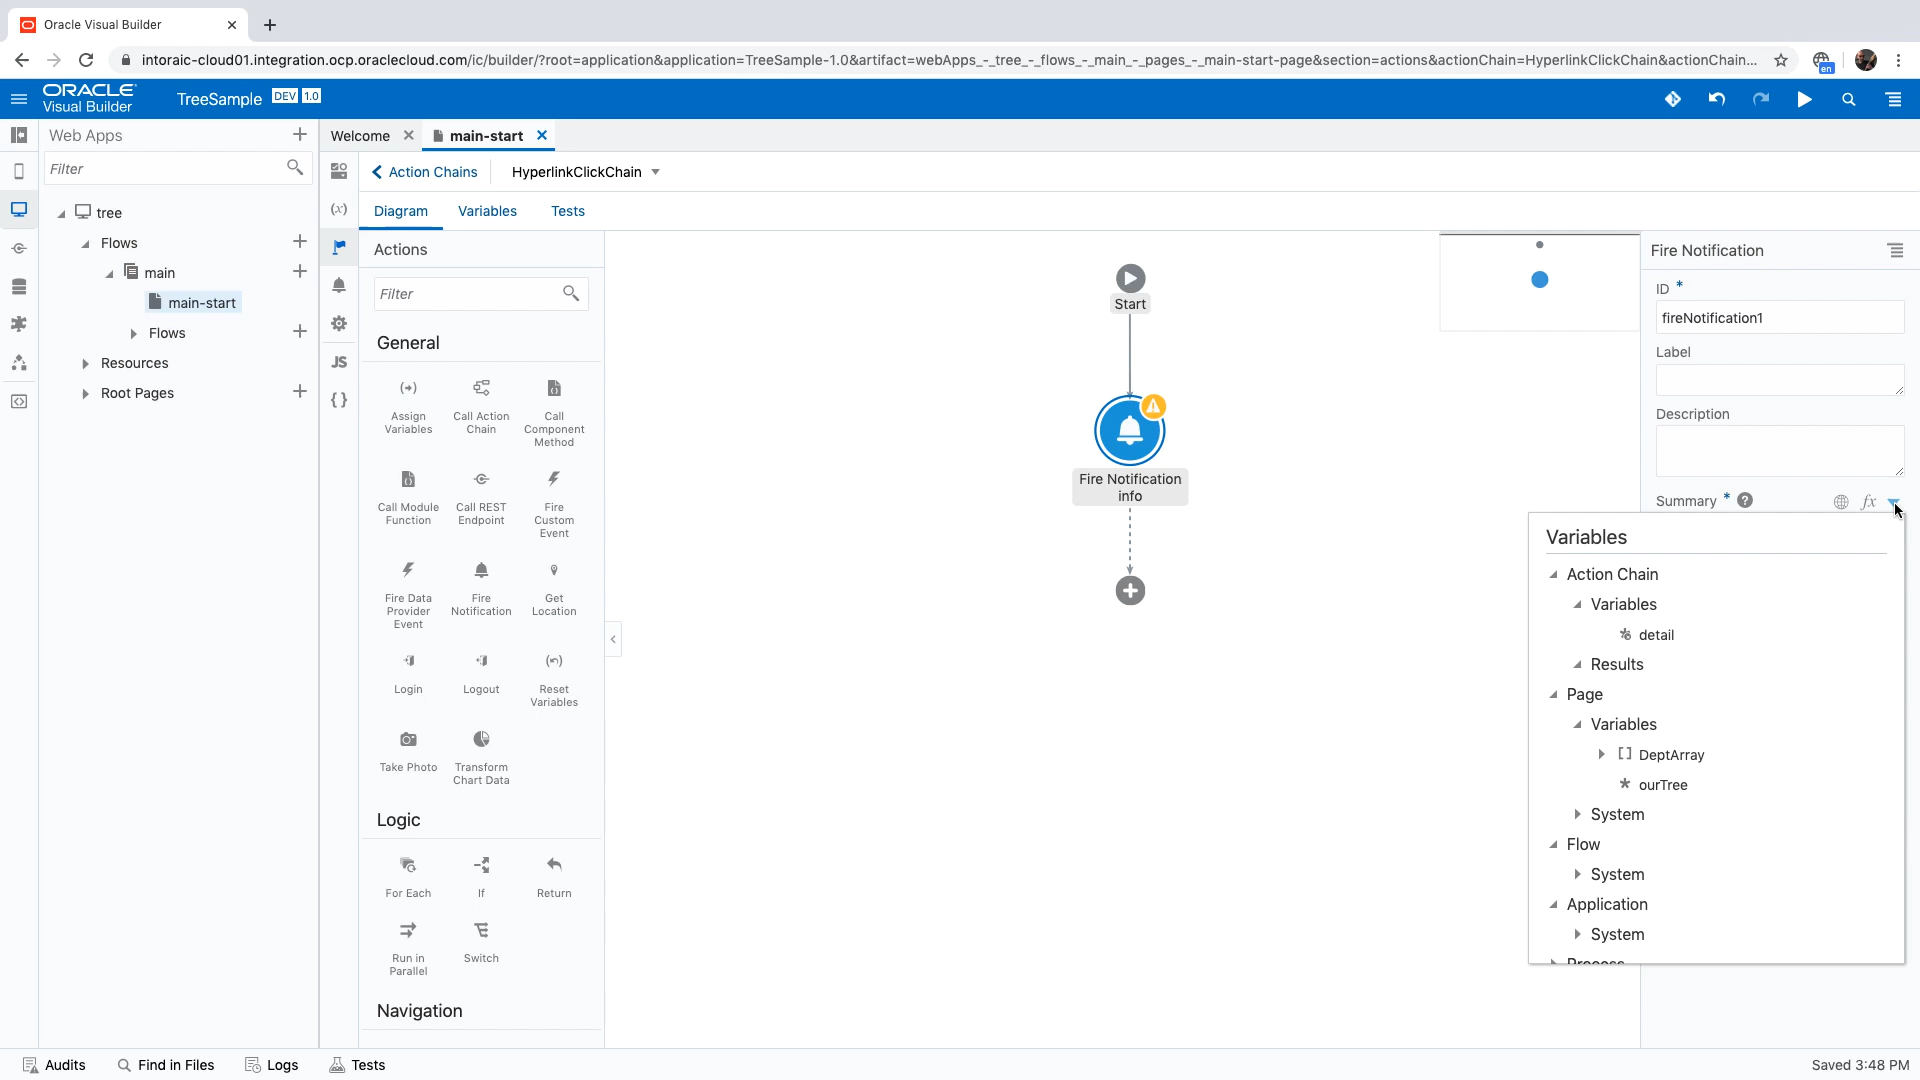 Oracle Visual Builder
intoraic-cloud01.integration.ocp.oraclecloud.com/ic/builder/?root=application&application=TreeSample-1.0&artifact=webApps_-_tree_-_flows_-_main_-_pages_-_main-start-page&section=actions&actionChain=HyperlinkClickChain&actionChain...
en
ORACLE
Visual Builder
TreeSample DEV 1.0
Web Apps
Filter
tree
Flows
main
main-start
Flows
Resources
Root Pages
Welcome
main-start
Action Chains
HyperlinkClickChain
(x)
JS
{ }
Diagram
Variables
Tests
Actions
Filter
General
Assign
Variables
Call Action
Chain
Call
Component
Method
Call Module
Function
Call REST
Endpoint
Fire
Custom
Event
Fire Data
Provider
Event
Fire
Notification
Get
Location
Login
Logout
Reset
Variables
Take Photo
Transform
Chart Data
Logic
For Each
If
Return
Run in
Parallel
Switch
Navigation
Start
Fire Notification
info
Fire Notification
ID *
fireNotification1
Label
Description
Summary * ? fx
Variables
Action Chain
Variables
detail
Results
Page
Variables
[ ] DeptArray
* ourTree
System
Flow
System
Application
System
Process
Audits
Find in Files
Logs
Tests
Saved 3:48 PM